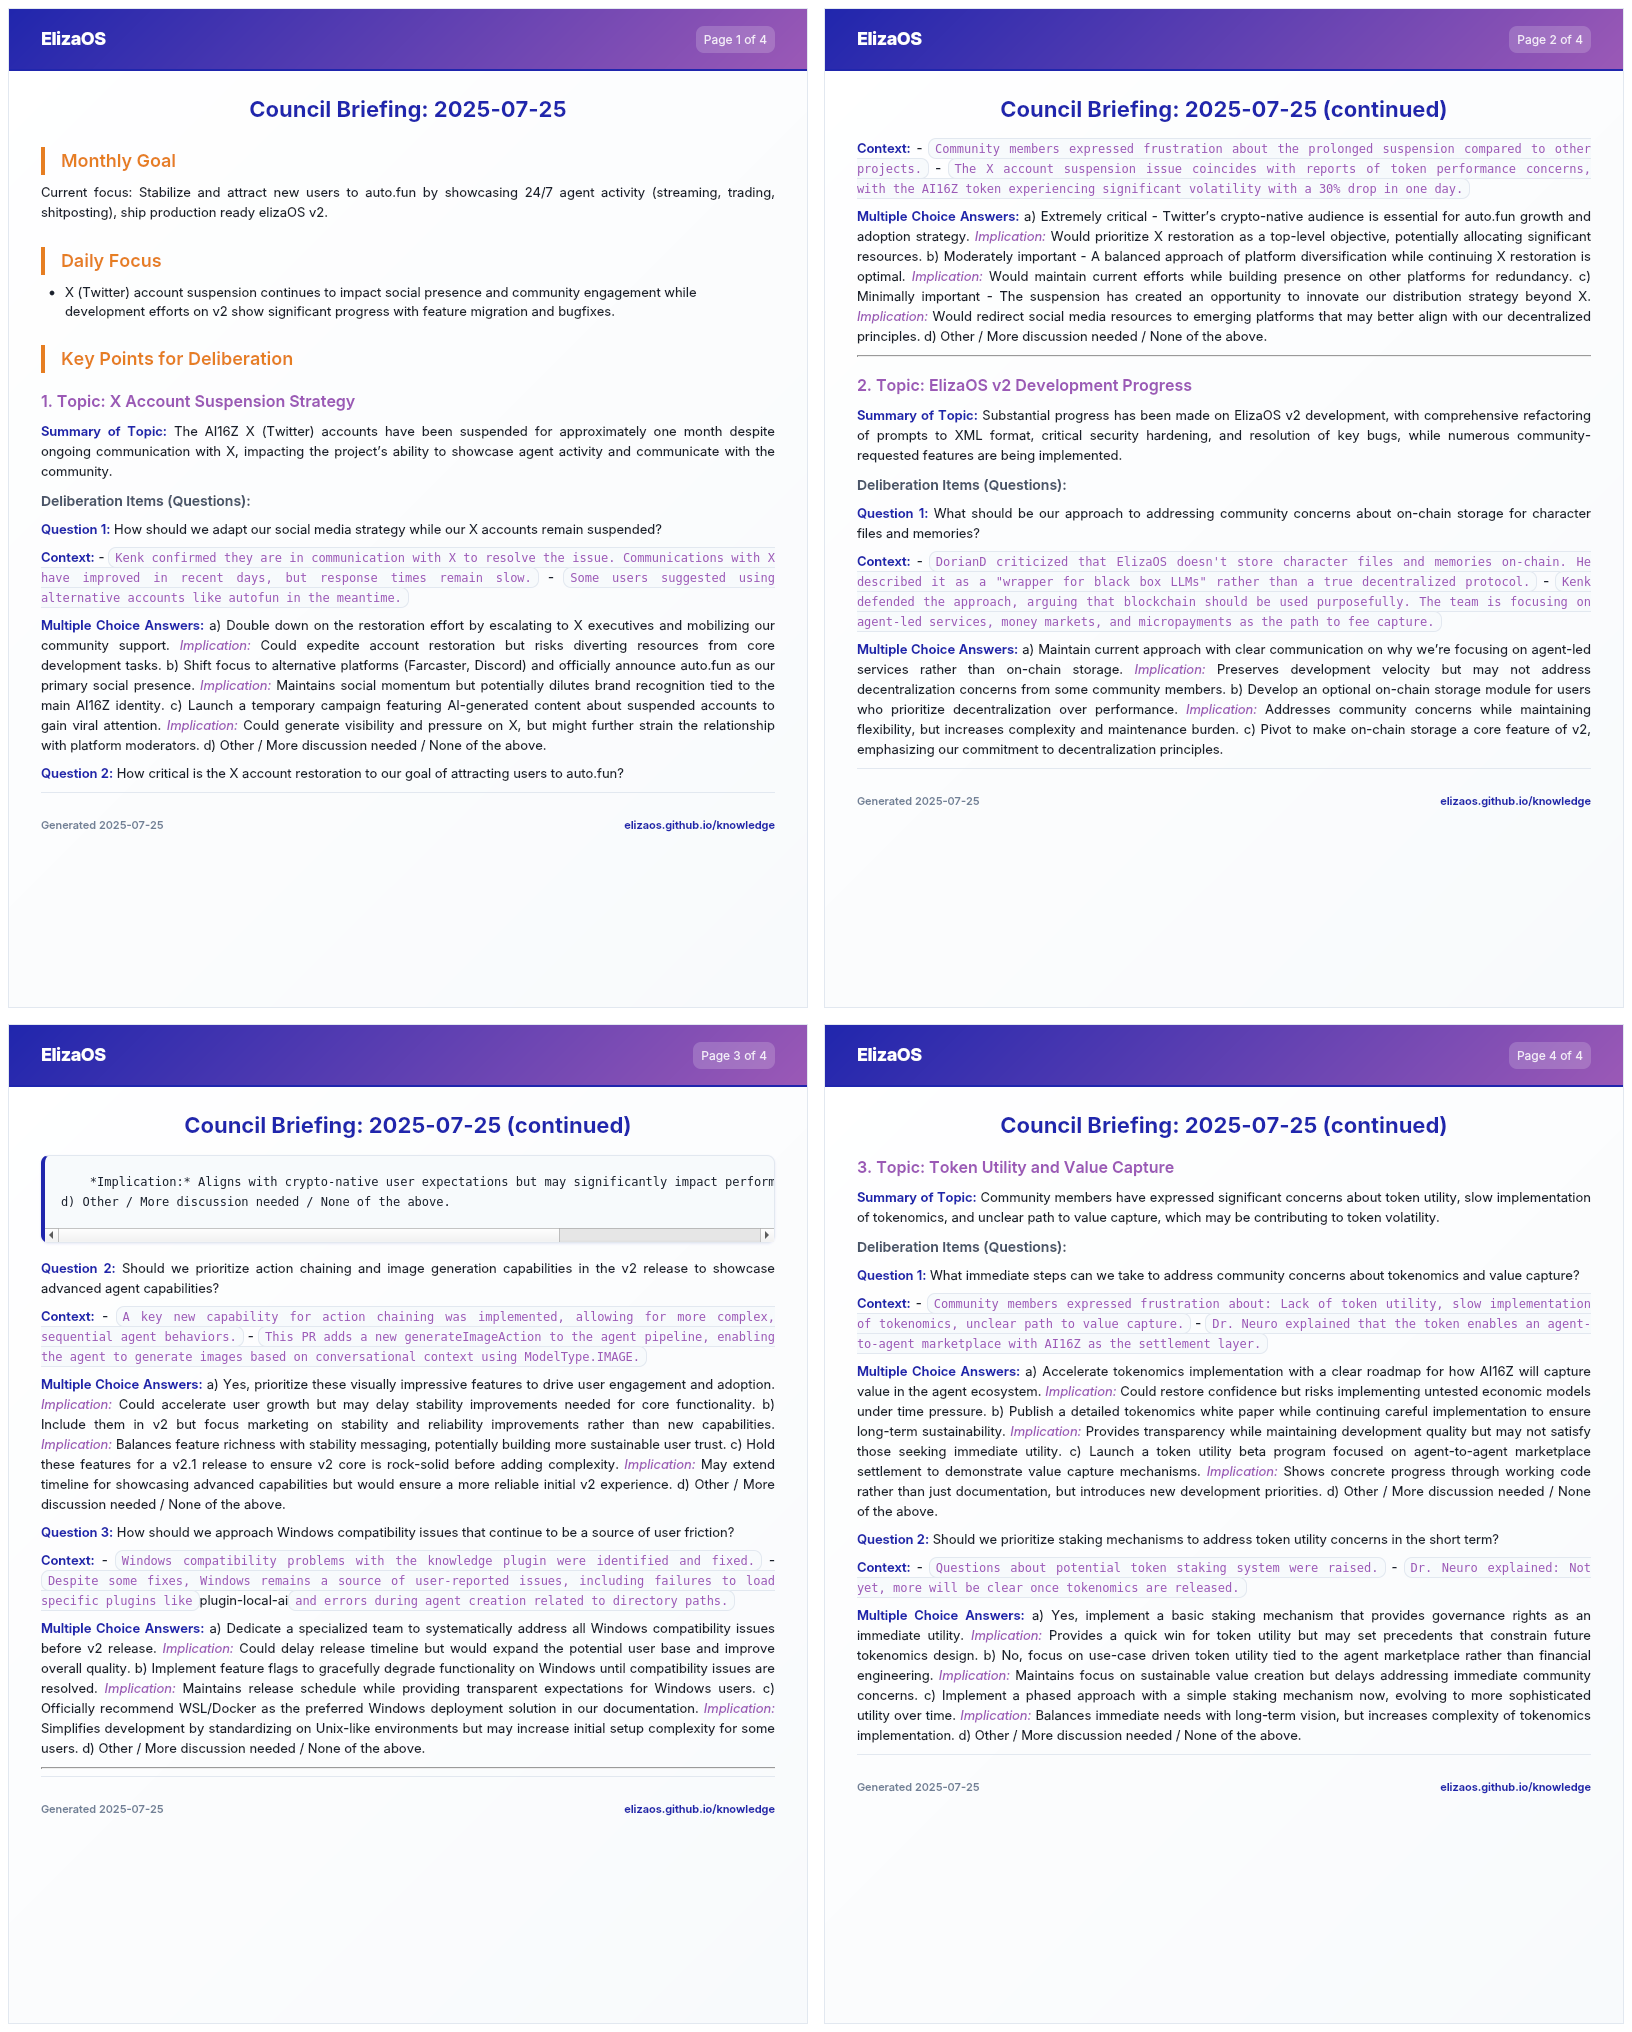 ElizaOS
Page 1 of 4
Council Briefing: 2025-07-25
Monthly Goal
Current focus: Stabilize and attract new users to auto.fun by showcasing 24/7 agent activity (streaming, trading,
shitposting), ship production ready elizaOS v2.
Daily Focus
• X (Twitter) account suspension continues to impact social presence and community engagement while
development efforts on v2 show significant progress with feature migration and bugfixes.
Key Points for Deliberation
1. Topic: X Account Suspension Strategy
Summary of Topic: The AI16Z X (Twitter) accounts have been suspended for approximately one month despite
ongoing communication with X, impacting the project’s ability to showcase agent activity and communicate with the
community.
Deliberation Items (Questions):
Question 1: How should we adapt our social media strategy while our X accounts remain suspended?
Context: - Kenk confirmed they are in communication with X to resolve the issue. Communications with X
have improved in recent days, but response times remain slow. - Some users suggested using
alternative accounts like autofun in the meantime.
Multiple Choice Answers: a) Double down on the restoration effort by escalating to X executives and mobilizing our
community support. Implication: Could expedite account restoration but risks diverting resources from core
development tasks. b) Shift focus to alternative platforms (Farcaster, Discord) and officially announce auto.fun as our
primary social presence. Implication: Maintains social momentum but potentially dilutes brand recognition tied to the
main AI16Z identity. c) Launch a temporary campaign featuring AI-generated content about suspended accounts to
gain viral attention. Implication: Could generate visibility and pressure on X, but might further strain the relationship
with platform moderators. d) Other / More discussion needed / None of the above.
Question 2: How critical is the X account restoration to our goal of attracting users to auto.fun?
Generated 2025-07-25
elizaos.github.io/knowledge
ElizaOS
Page 2 of 4
Council Briefing: 2025-07-25 (continued)
Context: - Community members expressed frustration about the prolonged suspension compared to other
projects. - The X account suspension issue coincides with reports of token performance concerns,
with the AI16Z token experiencing significant volatility with a 30% drop in one day.
Multiple Choice Answers: a) Extremely critical - Twitter’s crypto-native audience is essential for auto.fun growth and
adoption strategy. Implication: Would prioritize X restoration as a top-level objective, potentially allocating significant
resources. b) Moderately important - A balanced approach of platform diversification while continuing X restoration is
optimal. Implication: Would maintain current efforts while building presence on other platforms for redundancy. c)
Minimally important - The suspension has created an opportunity to innovate our distribution strategy beyond X.
Implication: Would redirect social media resources to emerging platforms that may better align with our decentralized
principles. d) Other / More discussion needed / None of the above.
2. Topic: ElizaOS v2 Development Progress
Summary of Topic: Substantial progress has been made on ElizaOS v2 development, with comprehensive refactoring
of prompts to XML format, critical security hardening, and resolution of key bugs, while numerous community-
requested features are being implemented.
Deliberation Items (Questions):
Question 1: What should be our approach to addressing community concerns about on-chain storage for character
files and memories?
Context: - DorianD criticized that ElizaOS doesn't store character files and memories on-chain. He
described it as a "wrapper for black box LLMs" rather than a true decentralized protocol. - Kenk
defended the approach, arguing that blockchain should be used purposefully. The team is focusing on
agent-led services, money markets, and micropayments as the path to fee capture.
Multiple Choice Answers: a) Maintain current approach with clear communication on why we’re focusing on agent-led
services rather than on-chain storage. Implication: Preserves development velocity but may not address
decentralization concerns from some community members. b) Develop an optional on-chain storage module for users
who prioritize decentralization over performance. Implication: Addresses community concerns while maintaining
flexibility, but increases complexity and maintenance burden. c) Pivot to make on-chain storage a core feature of v2,
emphasizing our commitment to decentralization principles.
Generated 2025-07-25
elizaos.github.io/knowledge
ElizaOS
Page 3 of 4
Council Briefing: 2025-07-25 (continued)
*Implication:* Aligns with crypto-native user expectations but may significantly impact perform
d) Other / More discussion needed / None of the above.
Question 2: Should we prioritize action chaining and image generation capabilities in the v2 release to showcase
advanced agent capabilities?
Context: - A key new capability for action chaining was implemented, allowing for more complex,
sequential agent behaviors. - This PR adds a new generateImageAction to the agent pipeline, enabling
the agent to generate images based on conversational context using ModelType.IMAGE.
Multiple Choice Answers: a) Yes, prioritize these visually impressive features to drive user engagement and adoption.
Implication: Could accelerate user growth but may delay stability improvements needed for core functionality. b)
Include them in v2 but focus marketing on stability and reliability improvements rather than new capabilities.
Implication: Balances feature richness with stability messaging, potentially building more sustainable user trust. c) Hold
these features for a v2.1 release to ensure v2 core is rock-solid before adding complexity. Implication: May extend
timeline for showcasing advanced capabilities but would ensure a more reliable initial v2 experience. d) Other / More
discussion needed / None of the above.
Question 3: How should we approach Windows compatibility issues that continue to be a source of user friction?
Context: - Windows compatibility problems with the knowledge plugin were identified and fixed. -
Despite some fixes, Windows remains a source of user-reported issues, including failures to load
specific plugins like plugin-local-ai and errors during agent creation related to directory paths.
Multiple Choice Answers: a) Dedicate a specialized team to systematically address all Windows compatibility issues
before v2 release. Implication: Could delay release timeline but would expand the potential user base and improve
overall quality. b) Implement feature flags to gracefully degrade functionality on Windows until compatibility issues are
resolved. Implication: Maintains release schedule while providing transparent expectations for Windows users. c)
Officially recommend WSL/Docker as the preferred Windows deployment solution in our documentation. Implication:
Simplifies development by standardizing on Unix-like environments but may increase initial setup complexity for some
users. d) Other / More discussion needed / None of the above.
Generated 2025-07-25
elizaos.github.io/knowledge
ElizaOS
Page 4 of 4
Council Briefing: 2025-07-25 (continued)
3. Topic: Token Utility and Value Capture
Summary of Topic: Community members have expressed significant concerns about token utility, slow implementation
of tokenomics, and unclear path to value capture, which may be contributing to token volatility.
Deliberation Items (Questions):
Question 1: What immediate steps can we take to address community concerns about tokenomics and value capture?
Context: - Community members expressed frustration about: Lack of token utility, slow implementation
of tokenomics, unclear path to value capture. - Dr. Neuro explained that the token enables an agent-
to-agent marketplace with AI16Z as the settlement layer.
Multiple Choice Answers: a) Accelerate tokenomics implementation with a clear roadmap for how AI16Z will capture
value in the agent ecosystem. Implication: Could restore confidence but risks implementing untested economic models
under time pressure. b) Publish a detailed tokenomics white paper while continuing careful implementation to ensure
long-term sustainability. Implication: Provides transparency while maintaining development quality but may not satisfy
those seeking immediate utility. c) Launch a token utility beta program focused on agent-to-agent marketplace
settlement to demonstrate value capture mechanisms. Implication: Shows concrete progress through working code
rather than just documentation, but introduces new development priorities. d) Other / More discussion needed / None
of the above.
Question 2: Should we prioritize staking mechanisms to address token utility concerns in the short term?
Context: - Questions about potential token staking system were raised. - Dr. Neuro explained: Not
yet, more will be clear once tokenomics are released.
Multiple Choice Answers: a) Yes, implement a basic staking mechanism that provides governance rights as an
immediate utility. Implication: Provides a quick win for token utility but may set precedents that constrain future
tokenomics design. b) No, focus on use-case driven token utility tied to the agent marketplace rather than financial
engineering. Implication: Maintains focus on sustainable value creation but delays addressing immediate community
concerns. c) Implement a phased approach with a simple staking mechanism now, evolving to more sophisticated
utility over time. Implication: Balances immediate needs with long-term vision, but increases complexity of tokenomics
implementation. d) Other / More discussion needed / None of the above.
Generated 2025-07-25
elizaos.github.io/knowledge